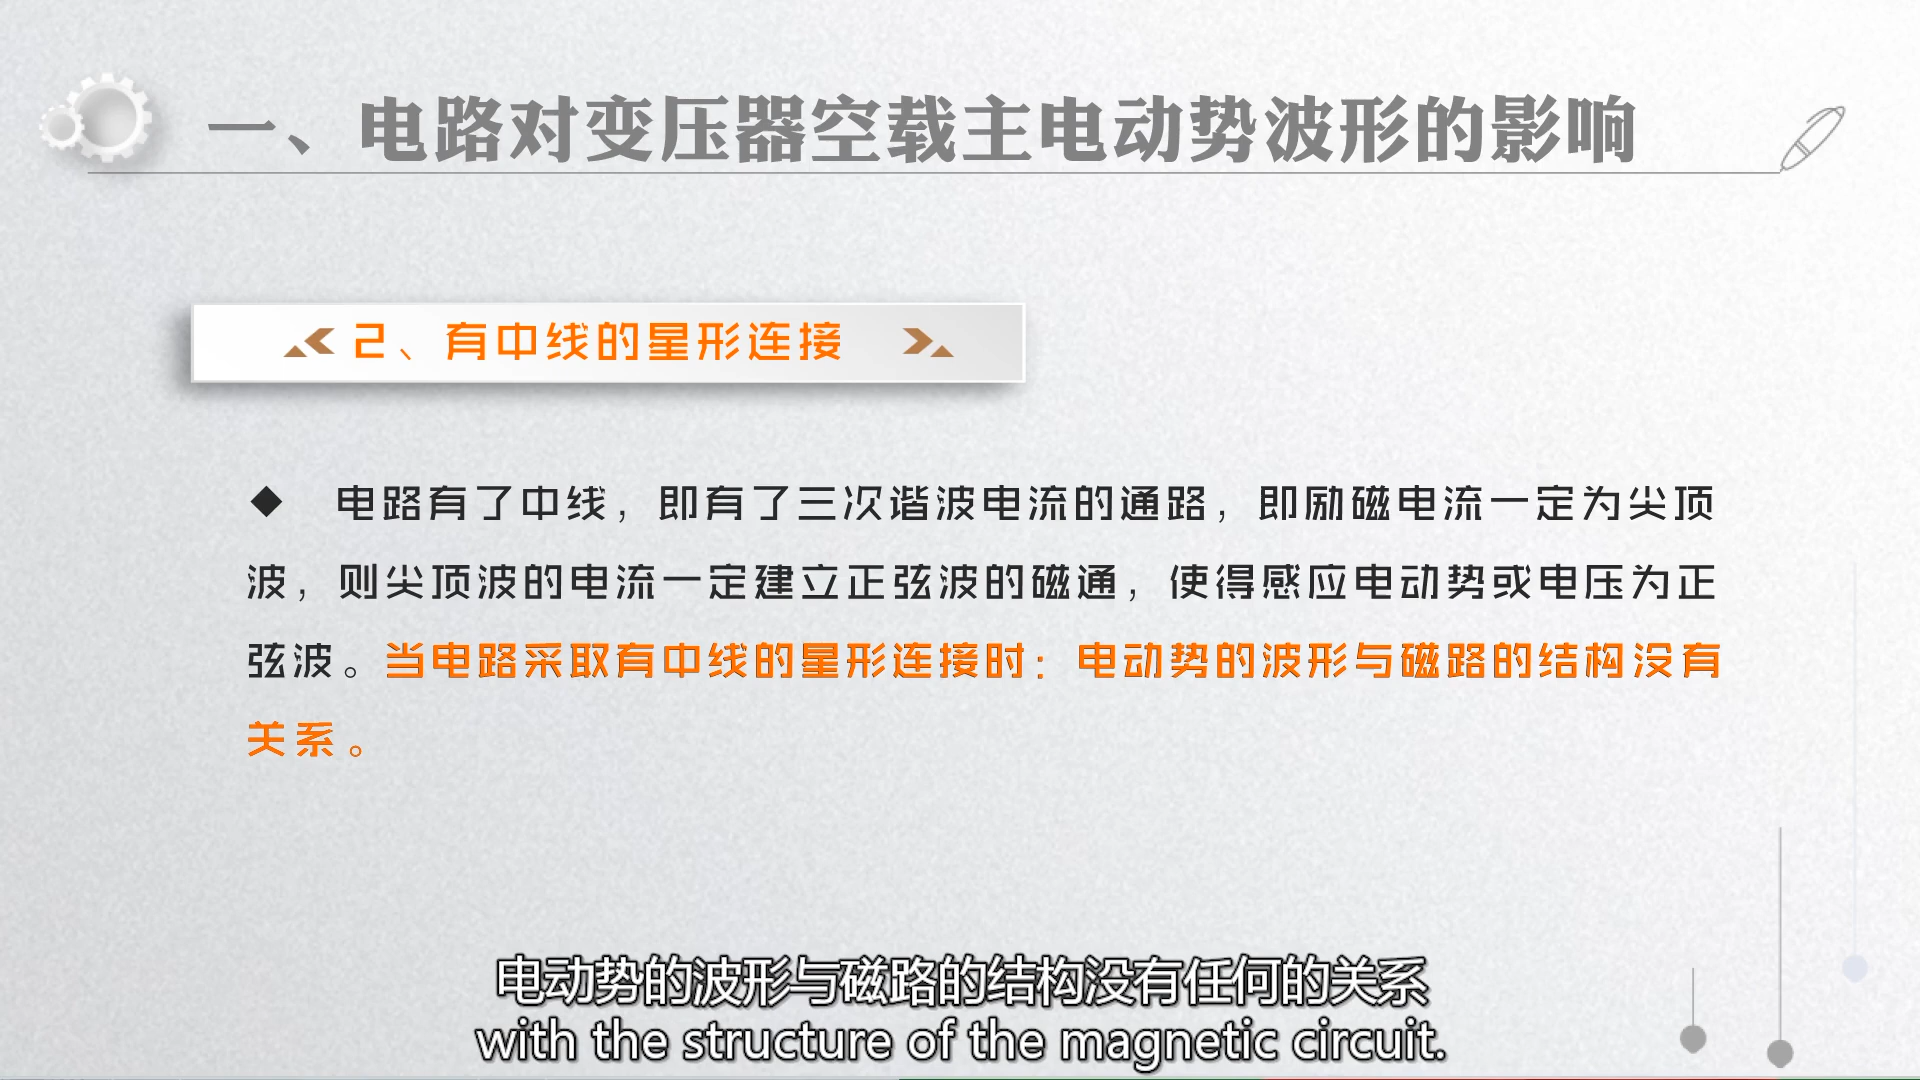 一、电路对变压器空载主电动势波形的影响
2、有中线的星形连接
◆ 电路有了中线，即有了三次谐波电流的通路，即励磁电流一定为尖顶
波，则尖顶波的电流一定建立正弦波的磁通，使得感应电动势或电压为正
弦波。当电路采取有中线的星形连接时：电动势的波形与磁路的结构没有
关系。
电动势的波形与磁路的结构没有任何的关系
with the structure of the magnetic circuit.